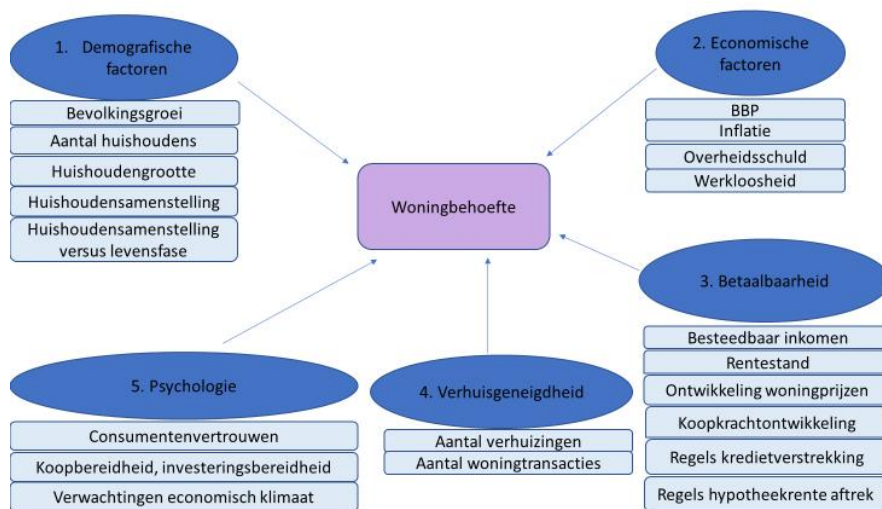 1. Demografische
factoren
Bevolkingsgroei
Aantal huishoudens
Huishoudengrootte
Huishoudensamenstelling
Huishoudensamenstelling
versus levensfase
2. Economische
factoren
BBP
Inflatie
Overheidsschuld
Werkloosheid
Woningbehoefte
3. Betaalbaarheid
Besteedbaar inkomen
Rentestand
Ontwikkeling woningprijzen
Koopkrachtontwikkeling
Regels kredietverstrekking
Regels hypotheekrente aftrek
4. Verhuisgeneigdheid
Aantal verhuizingen
Aantal woningtransacties
5. Psychologie
Consumentenvertrouwen
Koopbereidheid, investeringsbereidheid
Verwachtingen economisch klimaat